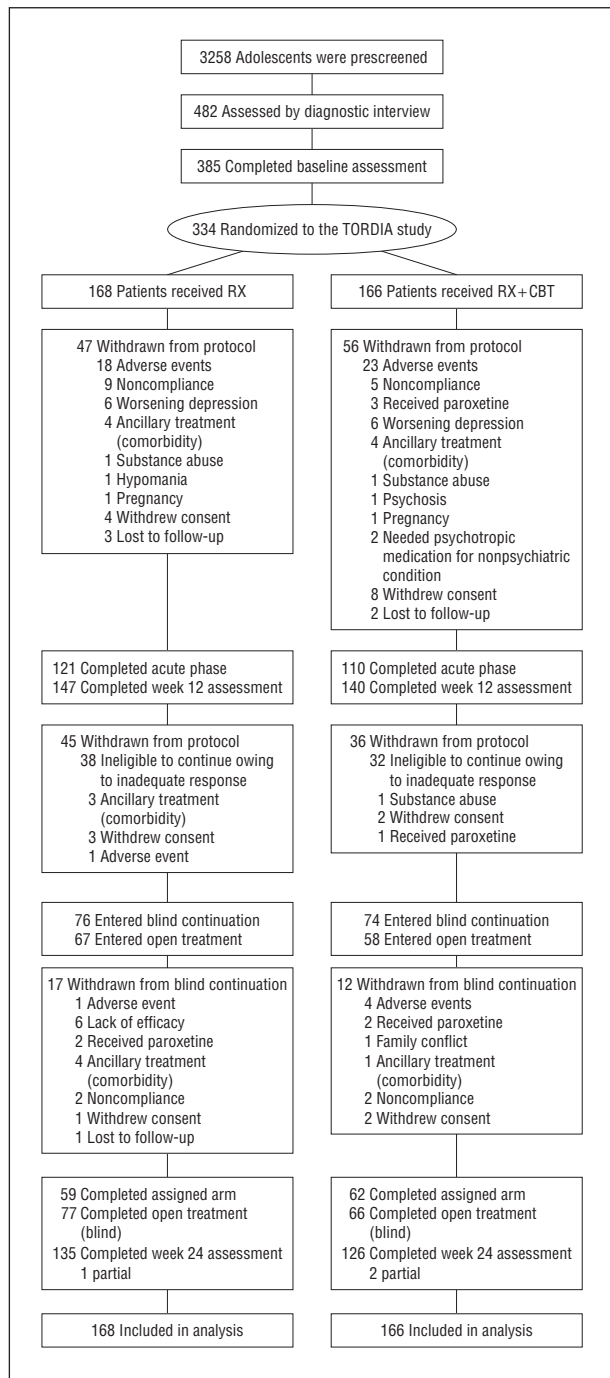 3258 Adolescents were prescreened
482 Assessed by diagnostic interview
385 Completed baseline assessment
334 Randomized to the TORDIA study
168 Patients received RX
47 Withdrawn from protocol
18 Adverse events
9 Noncompliance
6 Worsening depression
4 Ancillary treatment
(comorbidity)
1 Substance abuse
1 Hypomania
1 Pregnancy
4 Withdrew consent
3 Lost to follow-up
121 Completed acute phase
147 Completed week 12 assessment
45 Withdrawn from protocol
38 Ineligible to continue owing
to inadequate response
3 Ancillary treatment
(comorbidity)
3 Withdrew consent
1 Adverse event
76 Entered blind continuation
67 Entered open treatment
17 Withdrawn from blind continuation
1 Adverse event
6 Lack of efficacy
2 Received paroxetine
4 Ancillary treatment
(comorbidity)
2 Noncompliance
1 Withdrew consent
1 Lost to follow-up
59 Completed assigned arm
77 Completed open treatment
(blind)
135 Completed week 24 assessment
1 partial
168 Included in analysis
166 Patients received RX+CBT
56 Withdrawn from protocol
23 Adverse events
5 Noncompliance
3 Received paroxetine
6 Worsening depression
4 Ancillary treatment
(comorbidity)
1 Substance abuse
1 Psychosis
1 Pregnancy
2 Needed psychotropic
medication for nonpsychiatric
condition
8 Withdrew consent
2 Lost to follow-up
110 Completed acute phase
140 Completed week 12 assessment
36 Withdrawn from protocol
32 Ineligible to continue owing
to inadequate response
1 Substance abuse
2 Withdrew consent
1 Received paroxetine
74 Entered blind continuation
58 Entered open treatment
12 Withdrawn from blind continuation
4 Adverse events
2 Received paroxetine
1 Family conflict
1 Ancillary treatment
(comorbidity)
2 Noncompliance
2 Withdrew consent
62 Completed assigned arm
66 Completed open treatment
(blind)
126 Completed week 24 assessment
2 partial
166 Included in analysis